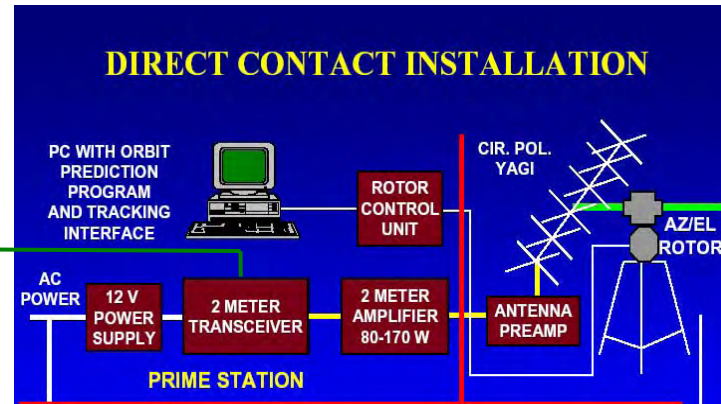 DIRECT CONTACT INSTALLATION
PC WITH ORBIT
PREDICTION
PROGRAM
AND TRACKING
INTERFACE
ROTOR
CONTROL
UNIT
CIR. POL.
YAGI
AZ/EL
ROTOR
AC
POWER
12 V
POWER
SUPPLY
2 METER
TRANSCEIVER
2 METER
AMPLIFIER
80-170 W
ANTENNA
PREAMP
PRIME STATION